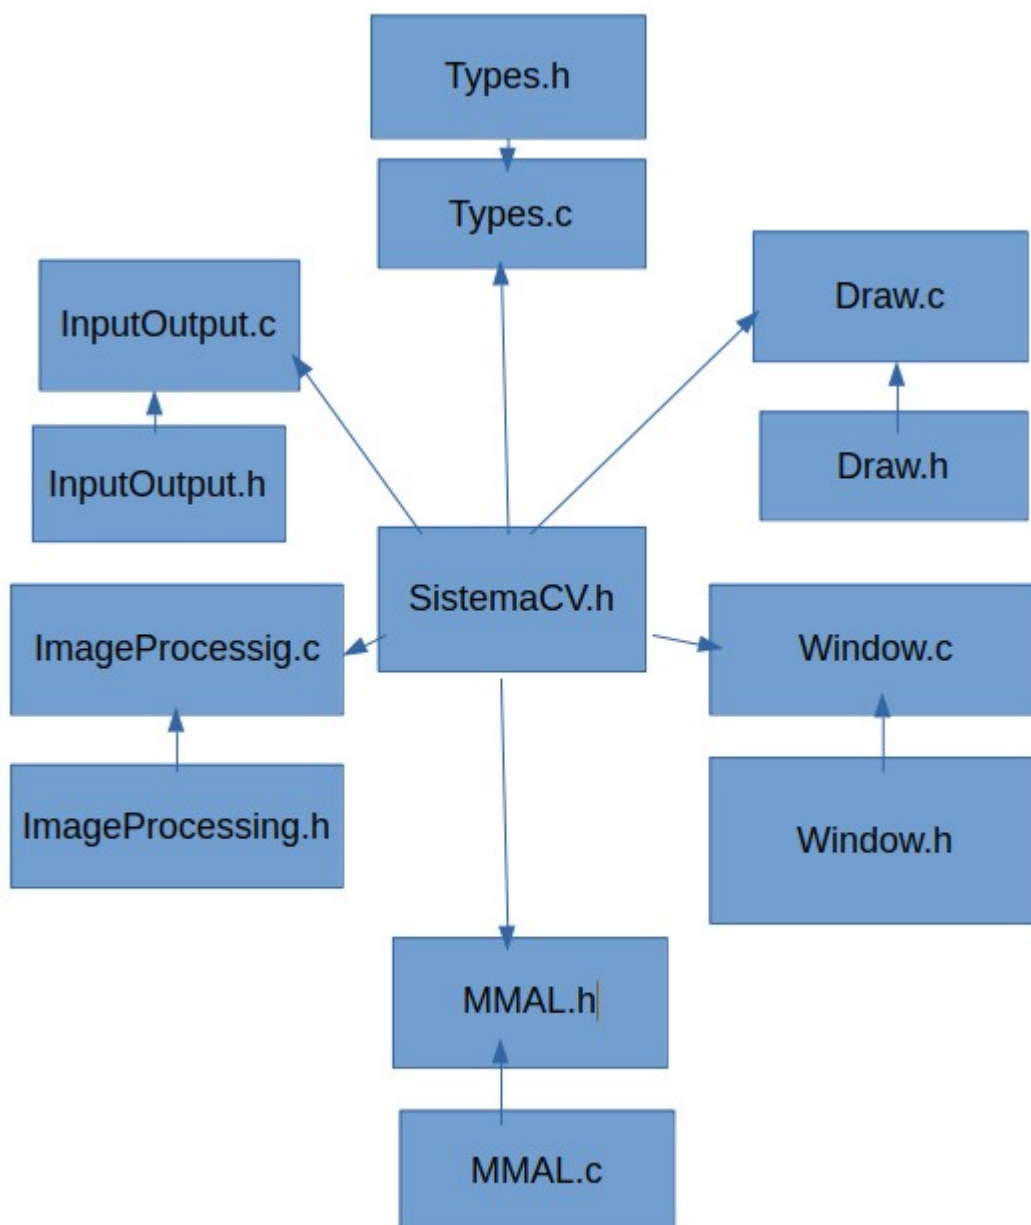 Types.h
Types.c
InputOutput.c
Draw.c
InputOutput.h
Draw.h
SistemaCV.h
ImageProcessig.c
Window.c
ImageProcessing.h
Window.h
MMAL.h
MMAL.c